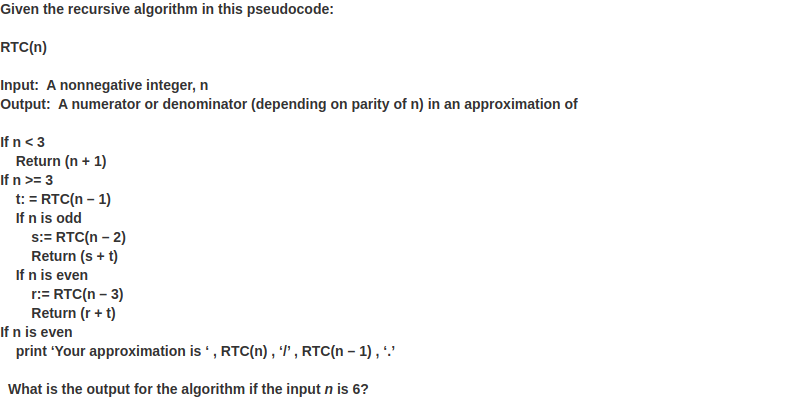 Given the recursive algorithm in this pseudocode:
RTC(n)
Input:  A nonnegative integer, n
Output:  A numerator or denominator (depending on parity of n) in an approximation of
If n < 3
Return (n + 1)
If n >= 3
t: = RTC(n – 1)
If n is odd
s:= RTC(n – 2)
Return (s + t)
If n is even
r:= RTC(n – 3)
Return (r + t)
If n is even
print ‘Your approximation is ‘ , RTC(n) , ‘/’ , RTC(n – 1) , ‘.’
What is the output for the algorithm if the input n is 6?